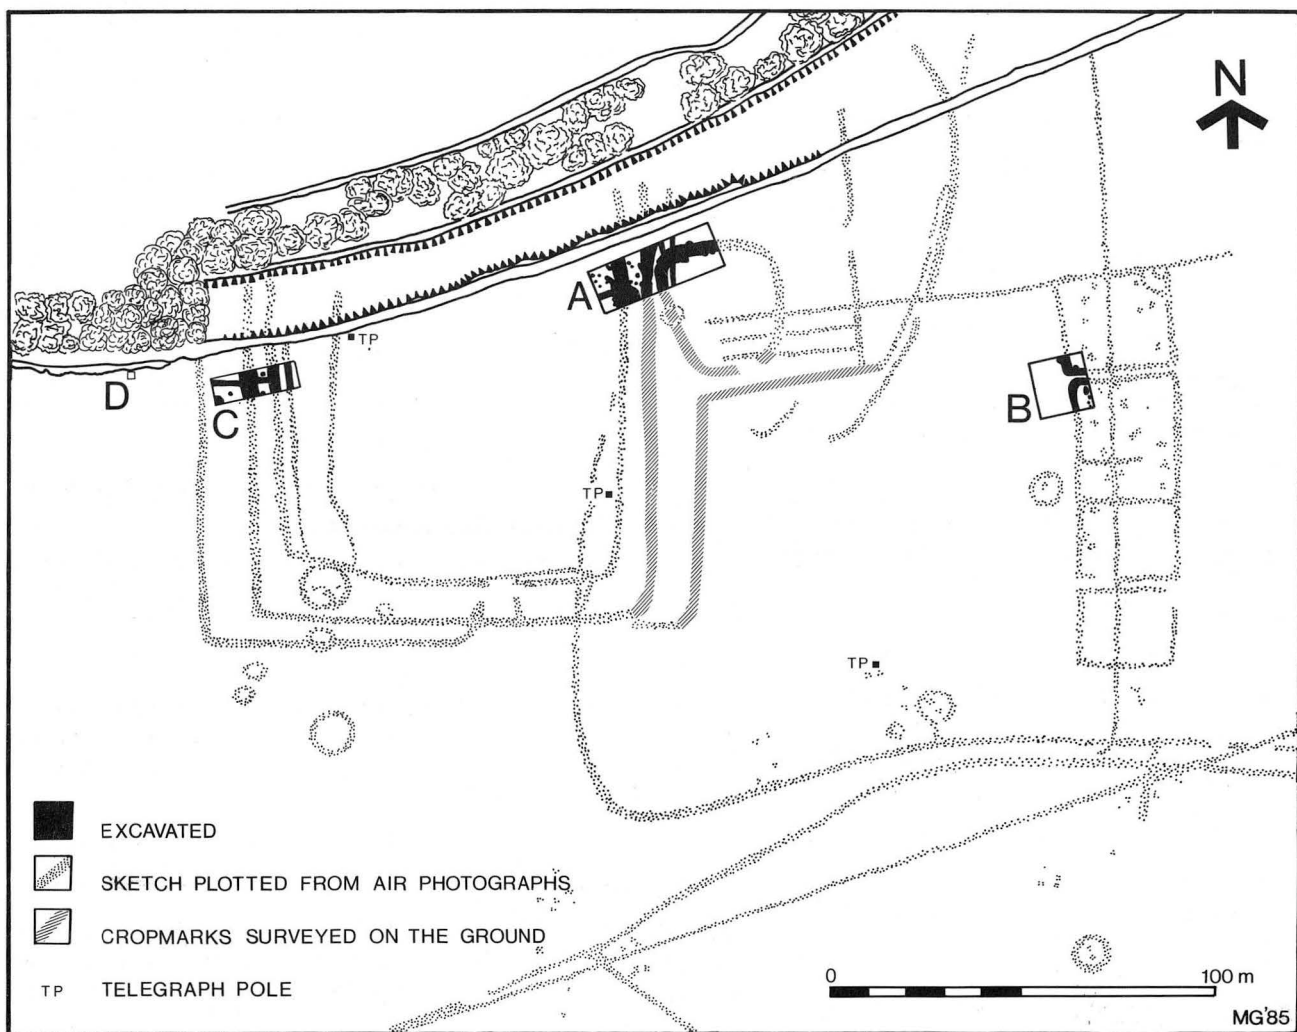 N
TP
A
D
C
B
TP
TP
EXCAVATED
SKETCH PLOTTED FROM AIR PHOTOGRAPHS
CROPMARKS SURVEYED ON THE GROUND
TP TELEGRAPH POLE
0 100 m
MG'85